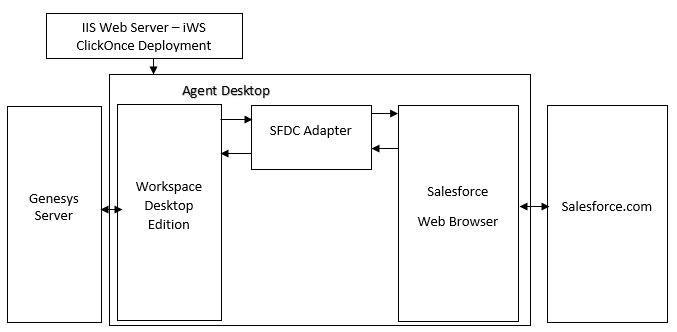 IIS Web Server – iWS
ClickOnce Deployment
Agent Desktop
Genesys
Server
Workspace
Desktop
Edition
SFDC Adapter
Salesforce
Web Browser
Salesforce.com